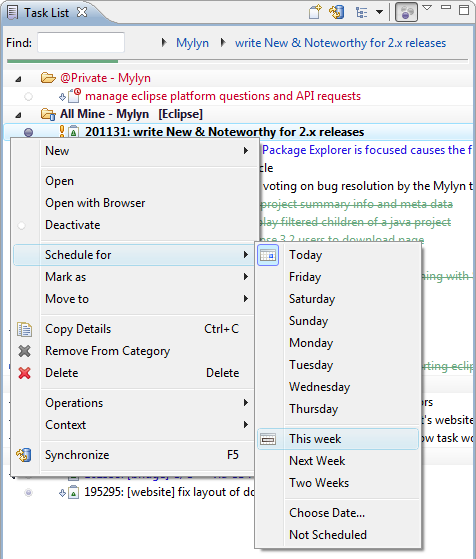 Task List
Find:
Mylyn
write New & Noteworthy for 2.x releases
@Private - Mylyn
manage eclipse platform questions and API requests
All Mine - Mylyn [Eclipse]
201131: write New & Noteworthy for 2.x releases
Package Explorer is focused causes the f
cle
voting on bug resolution by the Mylyn t
project summary info and meta data
lay filtered children of a java project
nse 3.2 users to download page
ning with
rting eclip
ors
t's website
ow task wo
195295: [website] fix layout of do
New
Open
Open with Browser
Deactivate
Schedule for
Mark as
Move to
Copy Details Ctrl+C
Remove From Category
Delete Delete
Operations
Context
Synchronize F5
Today
Friday
Saturday
Sunday
Monday
Tuesday
Wednesday
Thursday
This week
Next Week
Two Weeks
Choose Date...
Not Scheduled